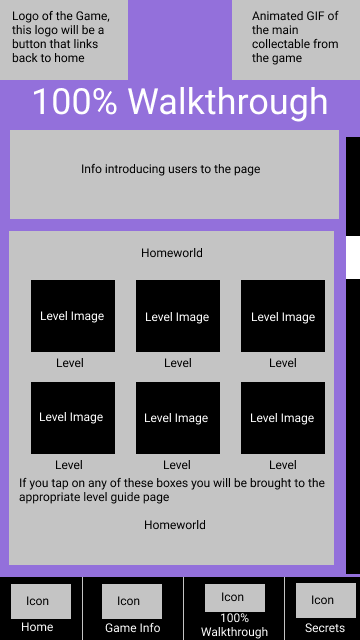 Logo of the Game,
this logo will be a
button that links
back to home
Animated GIF of
the main
collectable from
the game
100% Walkthrough
Info introducing users to the page
Homeworld
Level Image
Level Image
Level Image
Level
Level
Level
Level Image
Level Image
Level Image
Level
Level
Level
If you tap on any of these boxes you will be brought to the
appropriate level guide page
Homeworld
Icon
Home
Icon
Game Info
Icon
100%
Walkthrough
Icon
Secrets